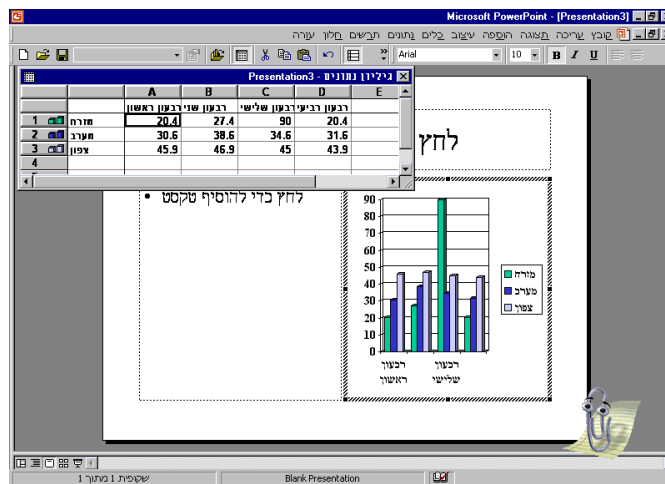 Microsoft PowerPoint - [Presentation3]
קובץ עריכה תצוגה הוספה עיצוב כלים נתונים תרשים חלון עזרה
Arial 10 B I U
גיליון נתונים - Presentation3
A B C D E
רבעון ראשון רבעון שני רבעון שלישי רבעון רביעי
1 מזרח 20.4 27.4 90 20.4
2 מערב 30.6 38.6 34.6 31.6
3 צפון 45.9 46.9 45 43.9
4
לחץ
לחץ כדי להוסיף טקסט
90
80
70
60
50
40
30
20
10
0
מזרח
מערב
צפון
רבעון ראשון
רבעון שלישי
שקופית 1 מתוך 1
Blank Presentation